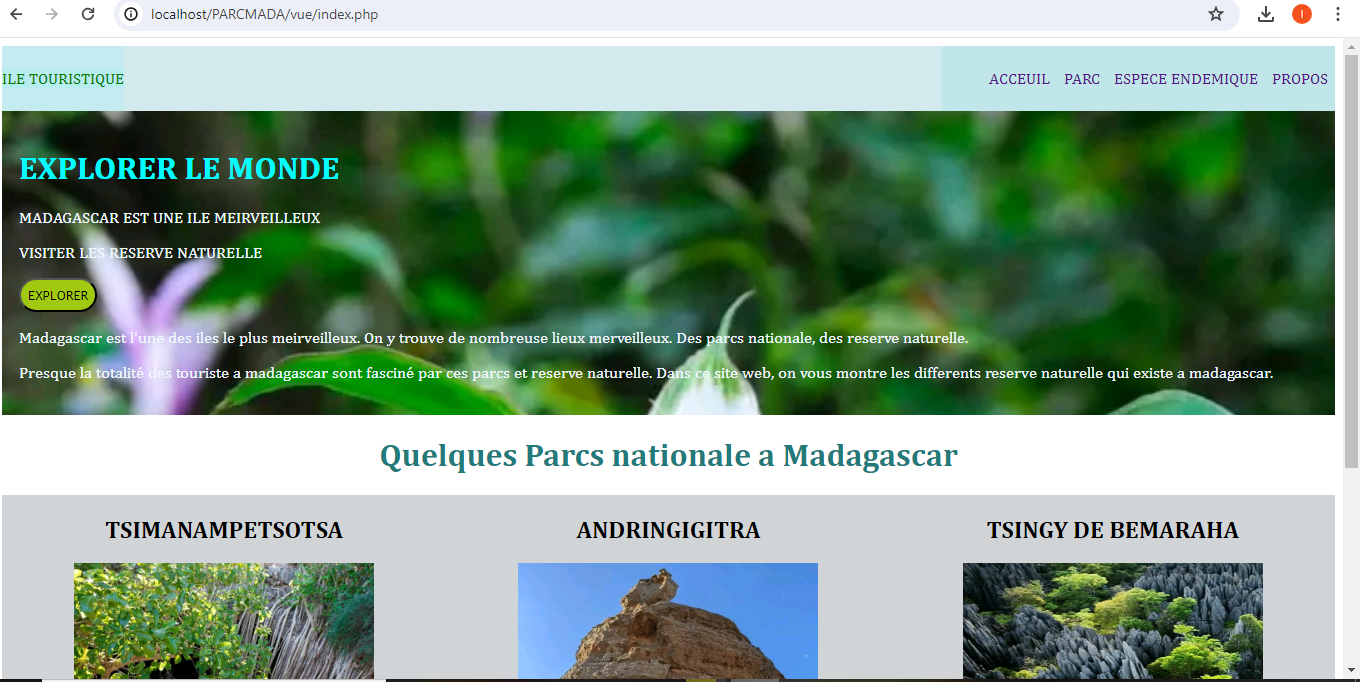 localhost/PARCMADA/vue/index.php
I
ILE TOURISTIQUE
ACCEUIL PARC ESPECE ENDEMIQUE PROPOS
EXPLORER LE MONDE
MADAGASCAR EST UNE ILE MEIRVEILLEUX
VISITER LES RESERVE NATURELLE
EXPLORER
Madagascar est l'une des iles le plus meirveilleux. On y trouve de nombreuse lieux merveilleux. Des parcs nationale, des reserve naturelle.
Presque la totalité des touriste a madagascar sont fasciné par ces parcs et reserve naturelle. Dans ce site web, on vous montre les differents reserve naturelle qui existe a madagascar.
Quelques Parcs nationale a Madagascar
TSIMANAMPETSOTSA
ANDRINGIGITRA
TSINGY DE BEMARAHA